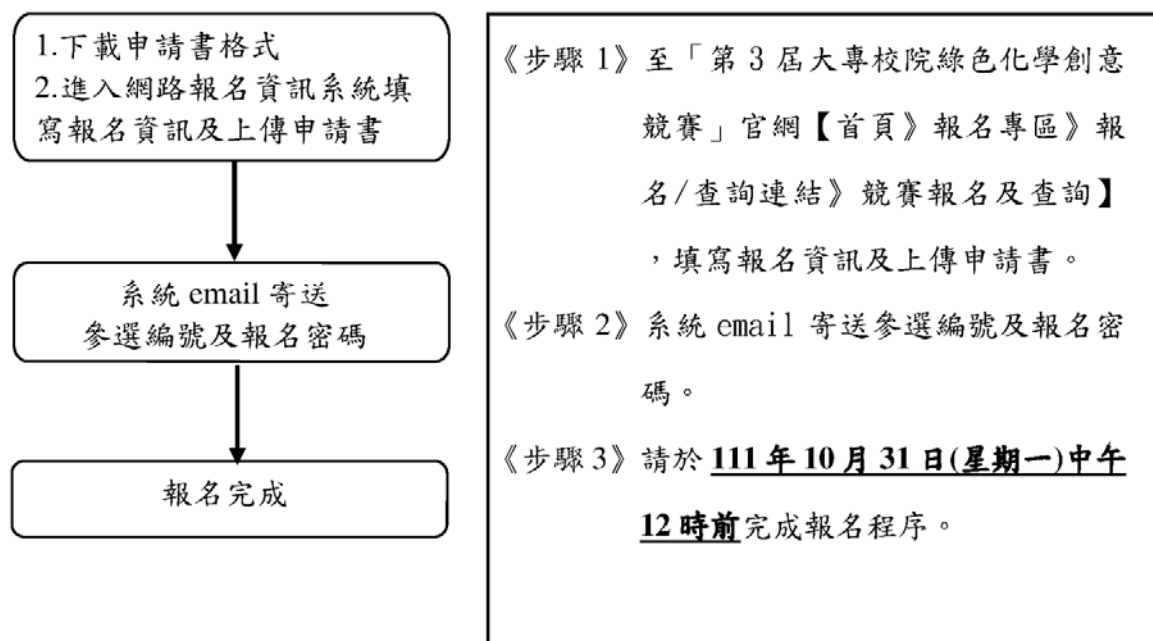 1.下載申請書格式
2.進入網路報名資訊系統填
寫報名資訊及上傳申請書
系統 email 寄送
參選編號及報名密碼
報名完成
《步驟 1》至「第 3 屆大專校院綠色化學創意
競賽」官網【首頁》報名專區》報
名/查詢連結》競賽報名及查詢】
，填寫報名資訊及上傳申請書。
《步驟 2》系統 email 寄送參選編號及報名密
碼。
《步驟 3》請於 111 年 10 月 31 日(星期一)中午
12 時前完成報名程序。